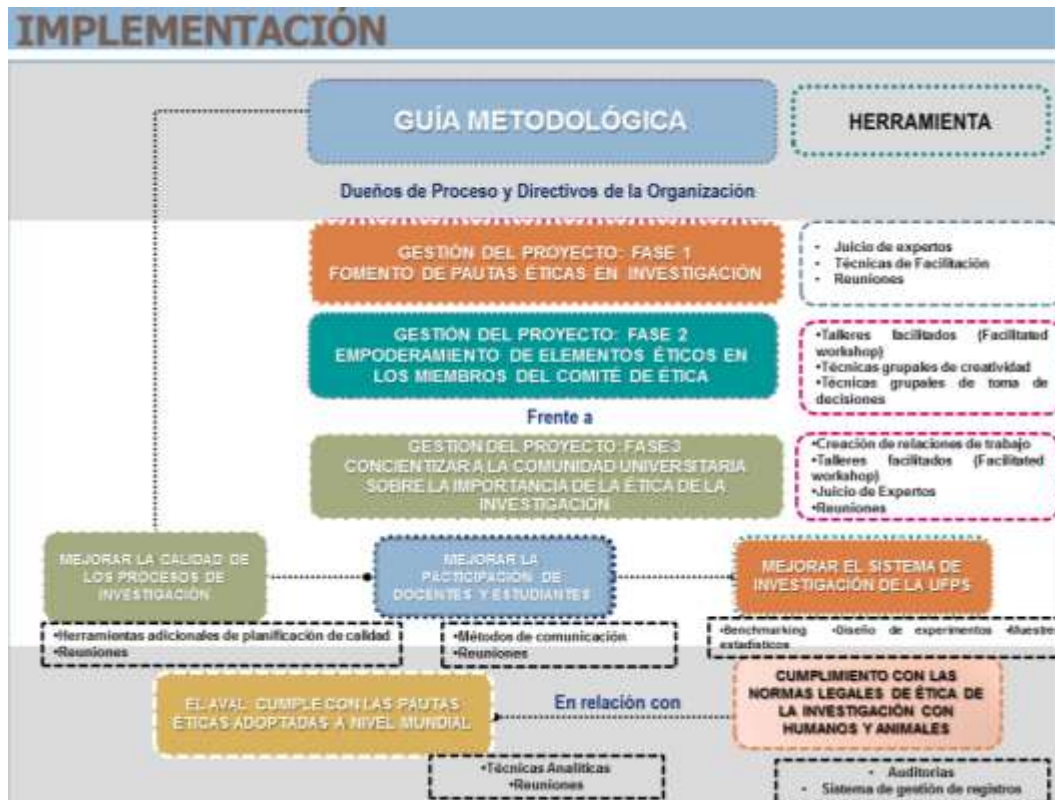 IMPLEMENTACIÓN
GUÍA METODOLÓGICA
HERRAMIENTA
Dueños de Proceso y Directivos de la Organización
GESTIÓN DEL PROYECTO: FASE 1
FOMENTO DE PAUTAS ÉTICAS EN INVESTIGACIÓN
• Juicio de expertos
• Técnicas de Facilitación
• Reuniones
GESTIÓN DEL PROYECTO: FASE 2
EMPODERAMIENTO DE ELEMENTOS ÉTICOS EN
LOS MIEMBROS DEL COMITÉ DE ÉTICA
•Talleres facilitados (Facilitated
workshop)
•Técnicas grupales de creatividad
•Técnicas grupales de toma de
decisiones
Frente a
GESTIÓN DEL PROYECTO: FASE 3
CONCIENTIZAR A LA COMUNIDAD UNIVERSITARIA
SOBRE LA IMPORTANCIA DE LA ÉTICA DE LA
INVESTIGACIÓN
•Creación de relaciones de trabajo
•Talleres facilitados (Facilitated
workshop)
•Juicio de Expertos
•Reuniones
MEJORAR LA CALIDAD DE
LOS PROCESOS DE
INVESTIGACIÓN
MEJORAR LA
PACTICIPACIÓN DE
DOCENTES Y ESTUDIANTES
MEJORAR EL SISTEMA DE
INVESTIGACIÓN DE LA UFPS
•Herramientas adicionales de planificación de calidad
•Reuniones
•Métodos de comunicación
•Reuniones
•Benchmarking •Diseño de experimentos •Muestreo
estadísticos
EL AVAL CUMPLE CON LAS PAUTAS
ÉTICAS ADOPTADAS A NIVEL MUNDIAL
En relación con
CUMPLIMIENTO CON LAS
NORMAS LEGALES DE ÉTICA DE
LA INVESTIGACIÓN CON
HUMANOS Y ANIMALES
•Técnicas Analíticas
•Reuniones
• Auditorias
• Sistema de gestión de registros